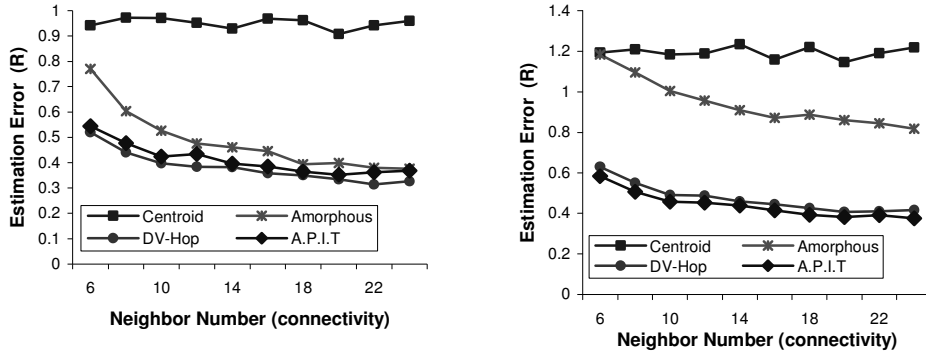 Estimation Error (R)
1
0.9
0.8
0.7
0.6
0.5
0.4
0.3
0.2
0.1
0
Centroid Amorphous
DV-Hop A.P.I.T
6 10 14 18 22
Neighbor Number (connectivity)
Estimation Error (R)
1.4
1.2
1
0.8
0.6
0.4
0.2
0
Centroid Amorphous
DV-Hop A.P.I.T
6 10 14 18 22
Neighbor Number (connectivity)